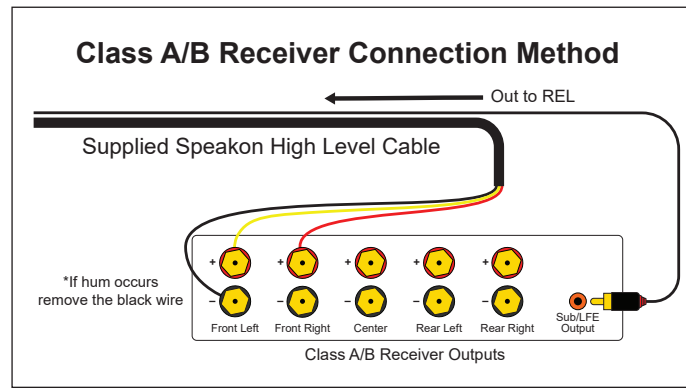 Class A/B Receiver Connection Method
Out to REL
Supplied Speakon High Level Cable
+ + + + +
*If hum occurs
remove the black wire
– – – – –
Front Left Front Right Center Rear Left Rear Right
Sub/LFE
Output
Class A/B Receiver Outputs